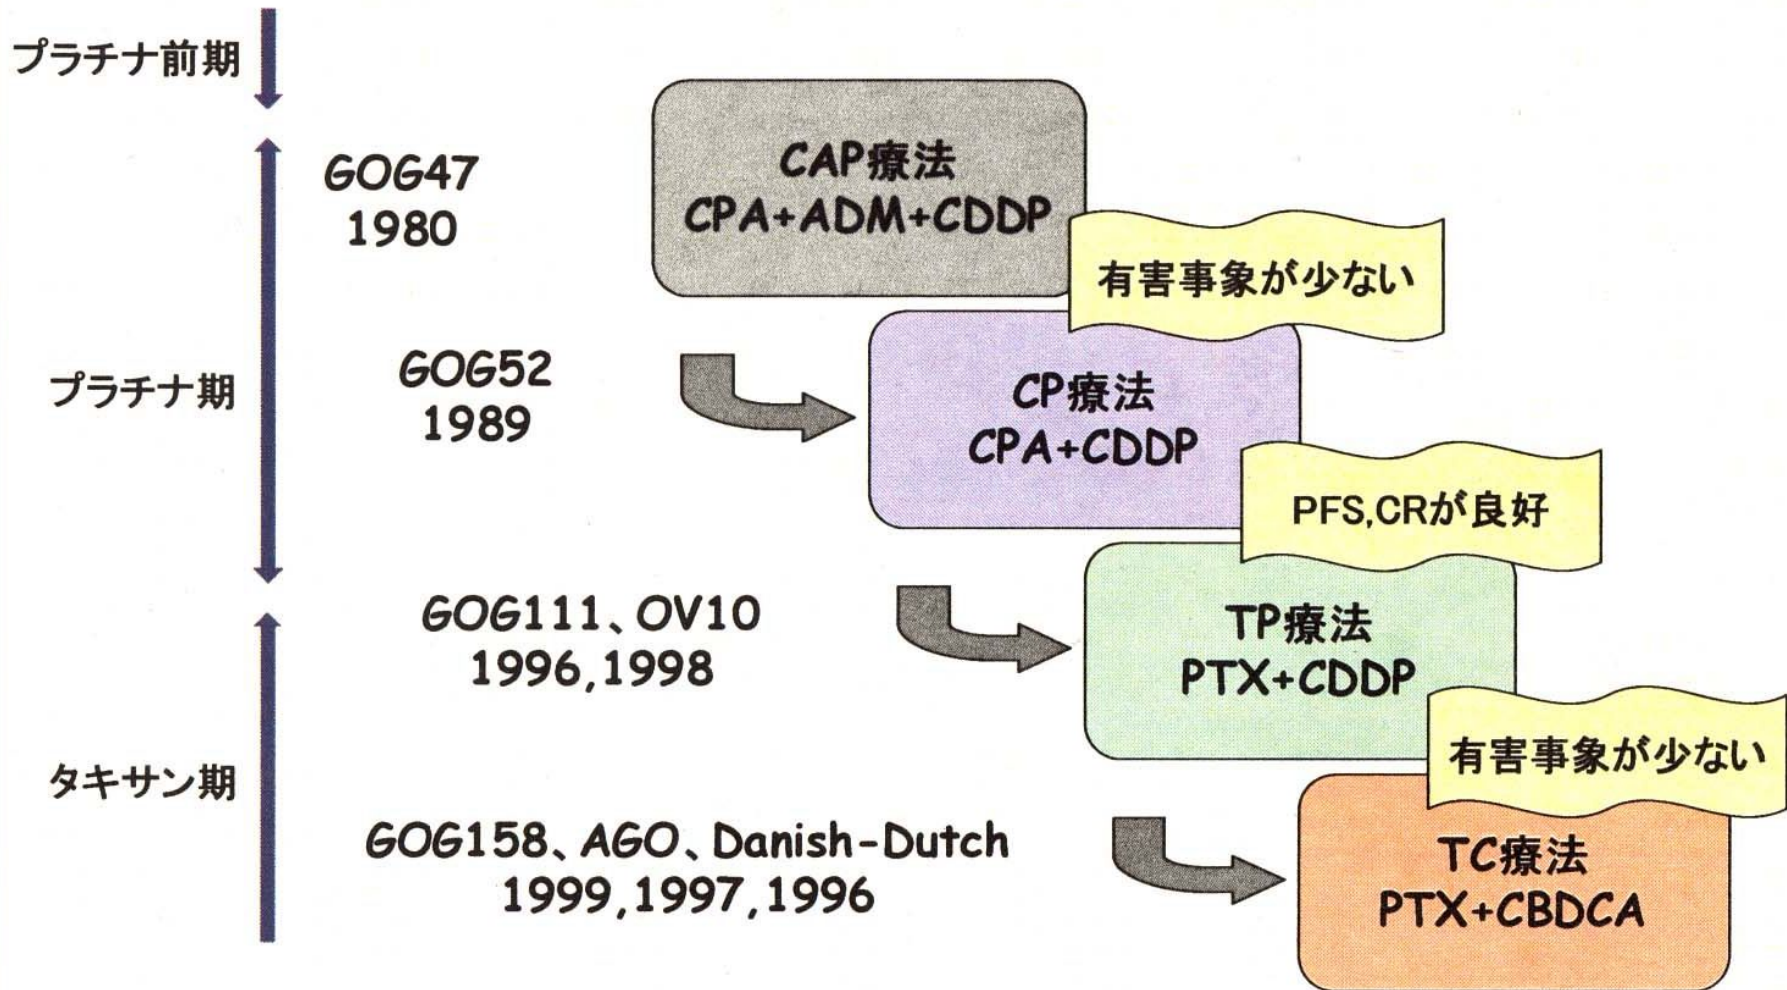 プラチナ前期
GOG47
1980
CAP療法
CPA+ADM+CDDP
有害事象が少ない
プラチナ期
GOG52
1989
CP療法
CPA+CDDP
PFS,CRが良好
GOG111、OV10
1996,1998
TP療法
PTX+CDDP
有害事象が少ない
タキサン期
GOG158、AGO、Danish-Dutch
1999,1997,1996
TC療法
PTX+CBDCA